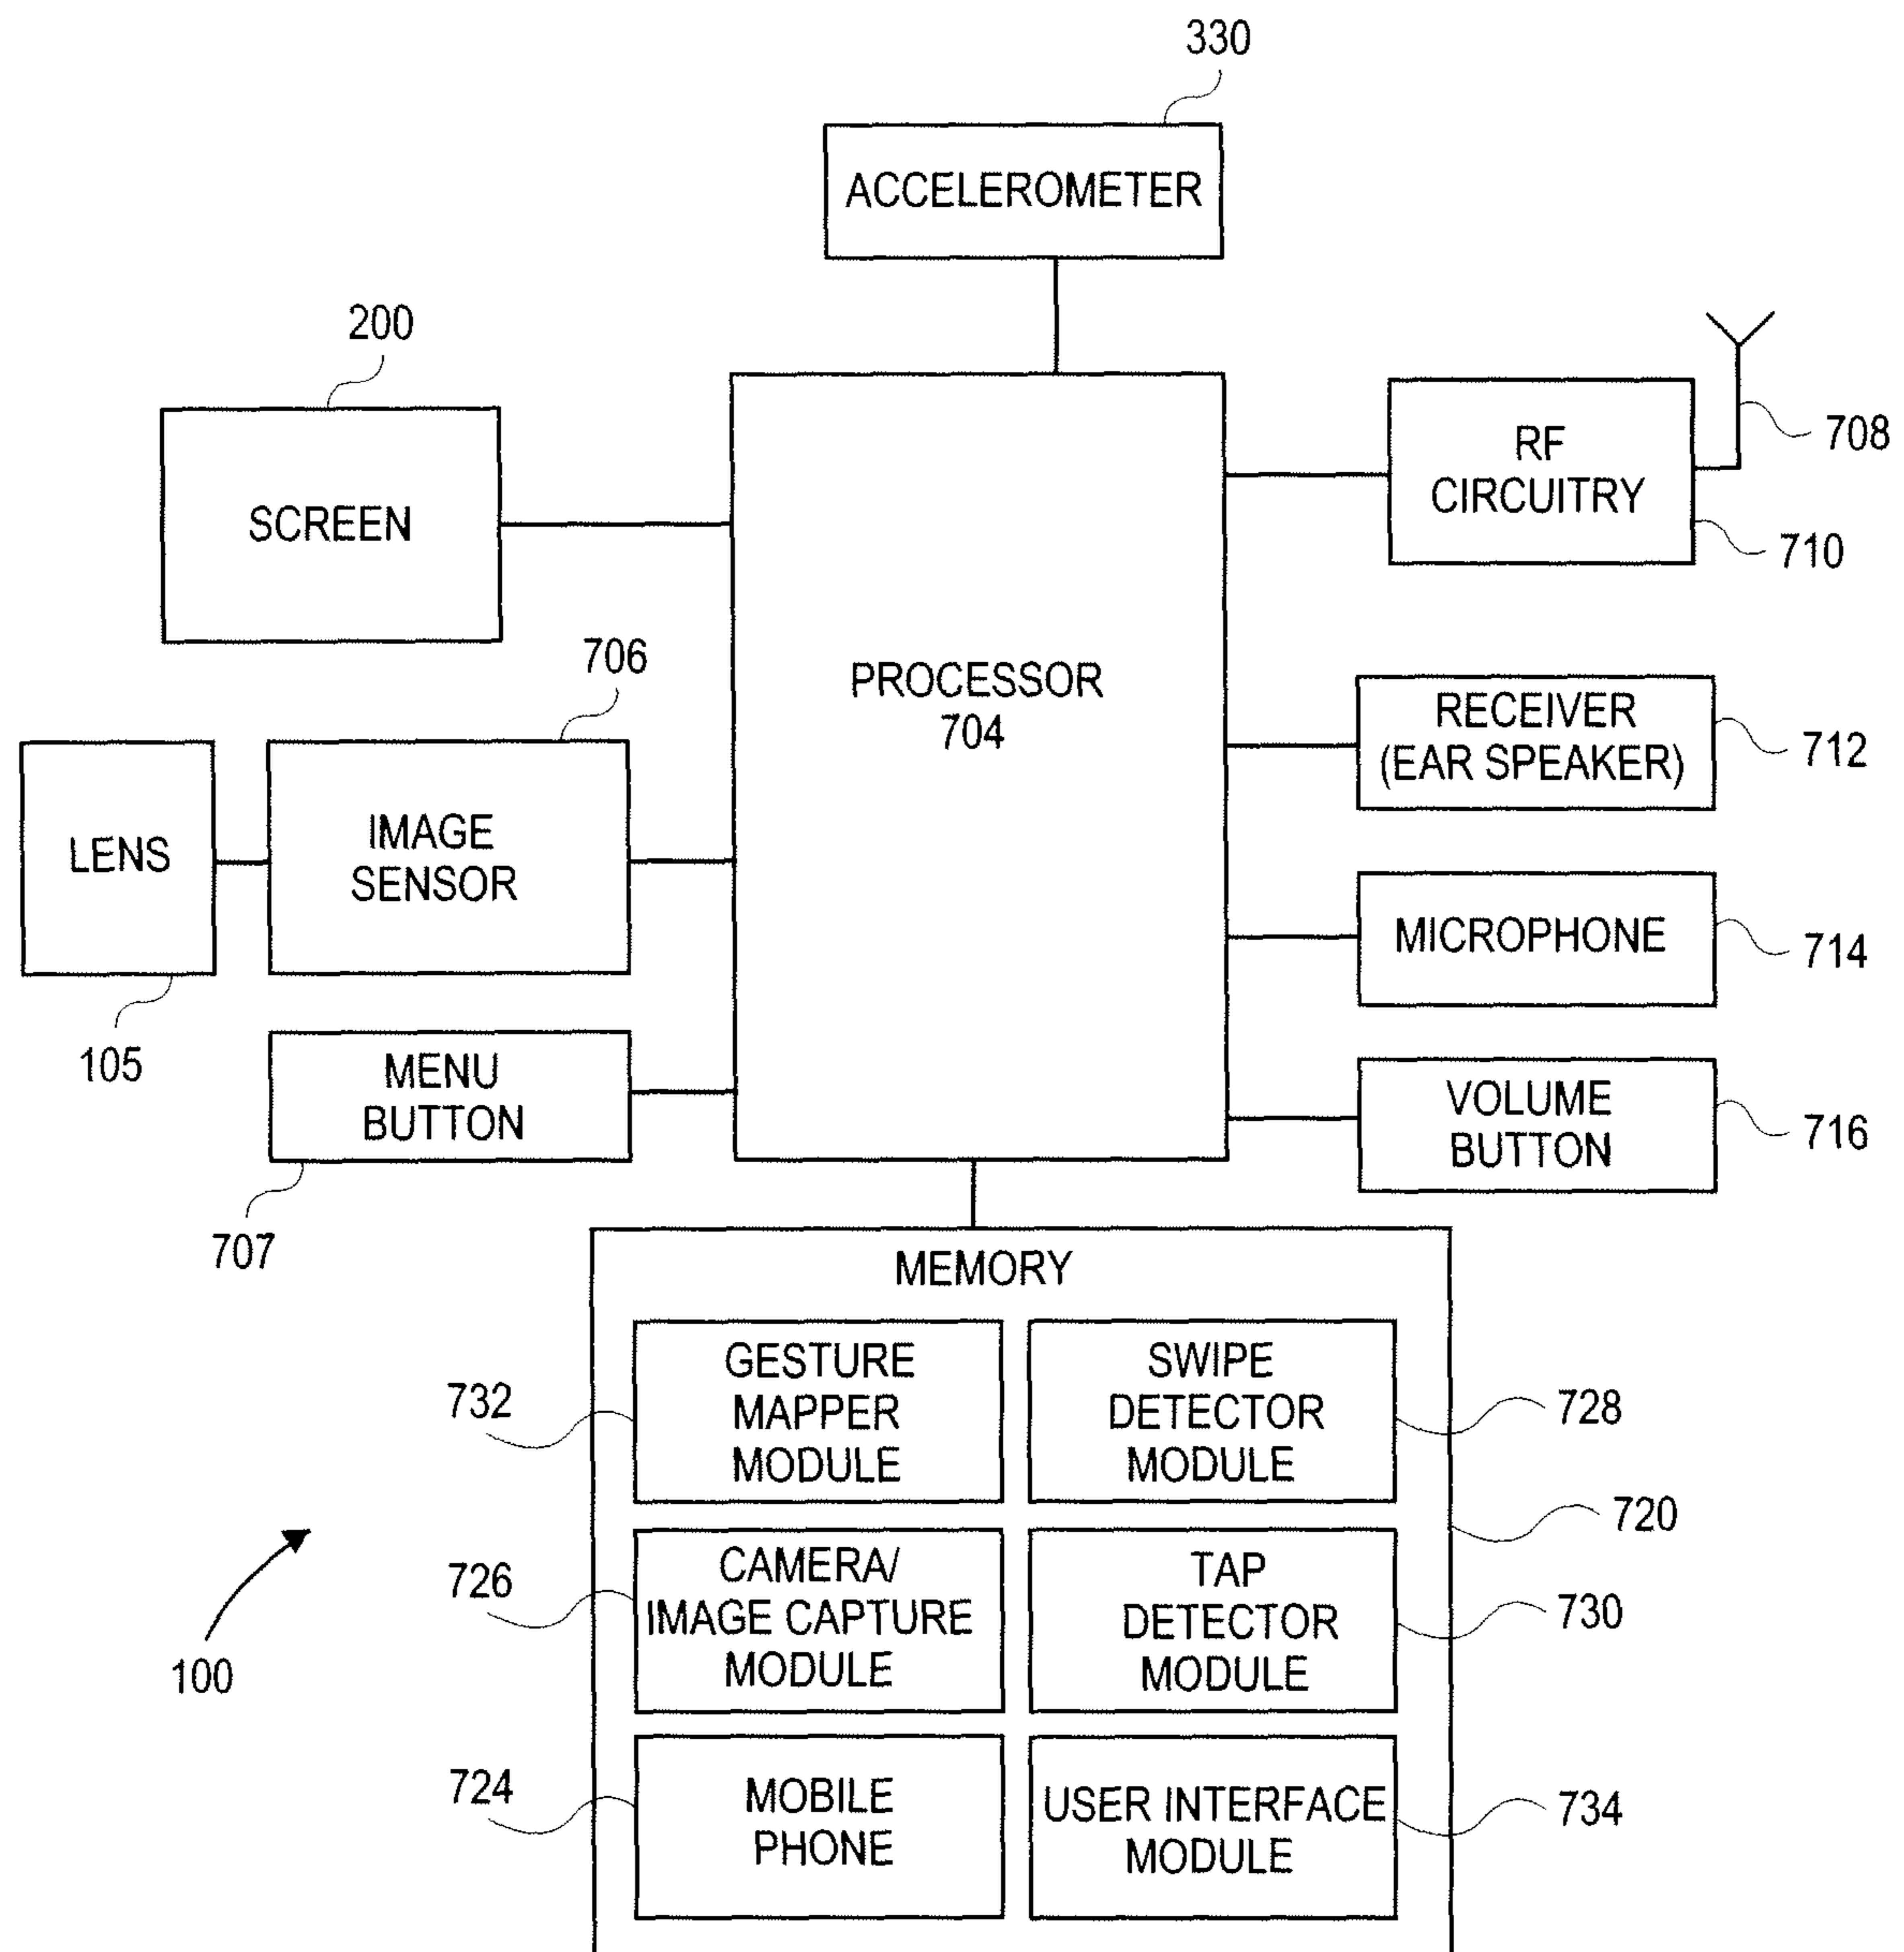 330
ACCELEROMETER
200
SCREEN
RF
CIRCUITRY
708
710
706
PROCESSOR
704
RECEIVER
(EAR SPEAKER)
712
LENS
IMAGE
SENSOR
105
MICROPHONE
714
MENU
BUTTON
707
VOLUME
BUTTON
716
MEMORY
732
GESTURE
MAPPER
MODULE
SWIPE
DETECTOR
MODULE
728
720
726
CAMERA/
IMAGE CAPTURE
MODULE
TAP
DETECTOR
MODULE
730
100
724
MOBILE
PHONE
USER INTERFACE
MODULE
734